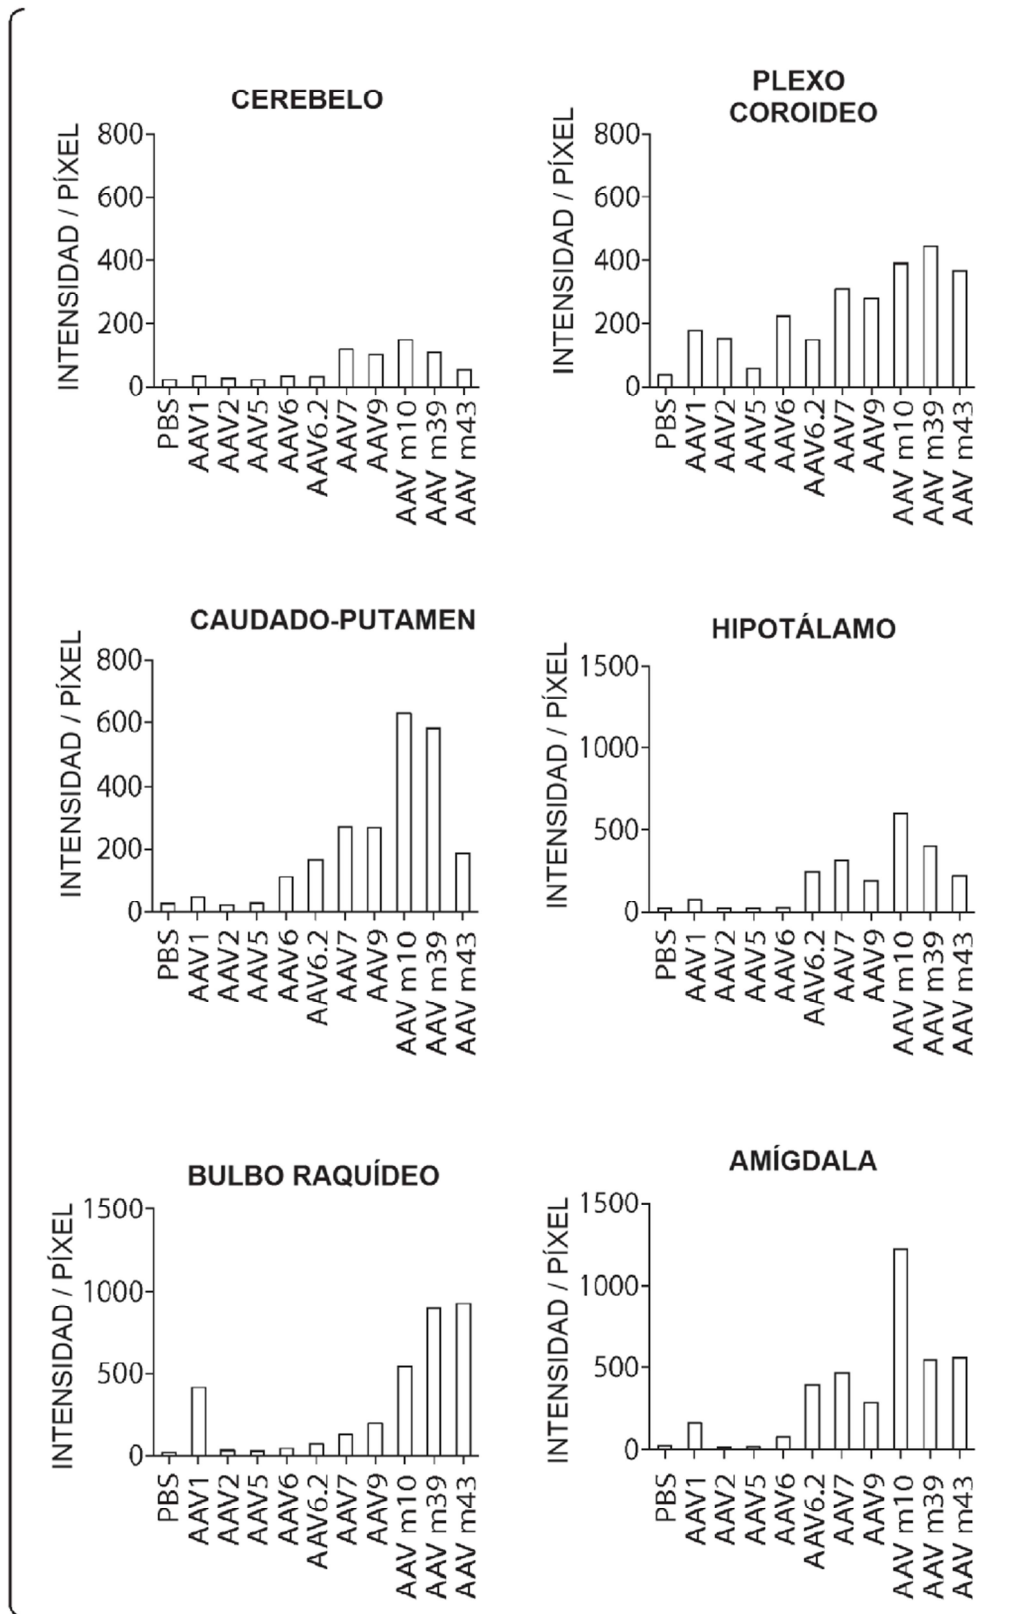 CEREBELO
INTENSIDAD / PÍXEL
800
600
400
200
0
PBS
AAV1
AAV2
AAV5
AAV6
AAV6.2
AAV7
AAV9
AAV m10
AAV m39
AAV m43
PLEXO
COROIDEO
INTENSIDAD / PÍXEL
800
600
400
200
0
PBS
AAV1
AAV2
AAV5
AAV6
AAV6.2
AAV7
AAV9
AAV m10
AAV m39
AAV m43
CAUDADO-PUTAMEN
INTENSIDAD / PÍXEL
800
600
400
200
0
PBS
AAV1
AAV2
AAV5
AAV6
AAV6.2
AAV7
AAV9
AAV m10
AAV m39
AAV m43
HIPOTÁLAMO
INTENSIDAD / PÍXEL
1500
1000
500
0
PBS
AAV1
AAV2
AAV5
AAV6
AAV6.2
AAV7
AAV9
AAV m10
AAV m39
AAV m43
BULBO RAQUÍDEO
INTENSIDAD / PÍXEL
1500
1000
500
0
PBS
AAV1
AAV2
AAV5
AAV6
AAV6.2
AAV7
AAV9
AAV m10
AAV m39
AAV m43
AMÍGDALA
INTENSIDAD / PÍXEL
1500
1000
500
0
PBS
AAV1
AAV2
AAV5
AAV6
AAV6.2
AAV7
AAV9
AAV m10
AAV m39
AAV m43